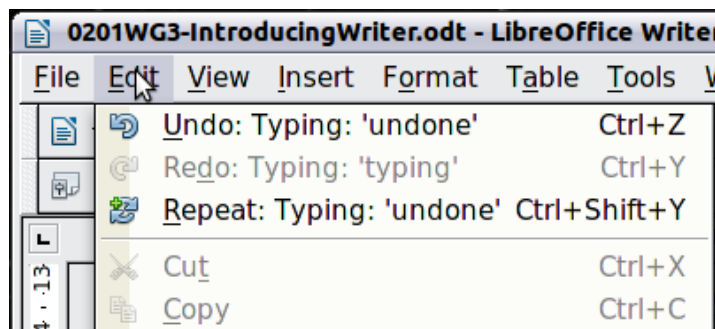 0201WG3-IntroducingWriter.odt - LibreOffice Writer
File Edit View Insert Format Table Tools
Undo: Typing: 'undone' Ctrl+Z
Redo: Typing: 'typing' Ctrl+Y
Repeat: Typing: 'undone' Ctrl+Shift+Y
Cut Ctrl+X
Copy Ctrl+C